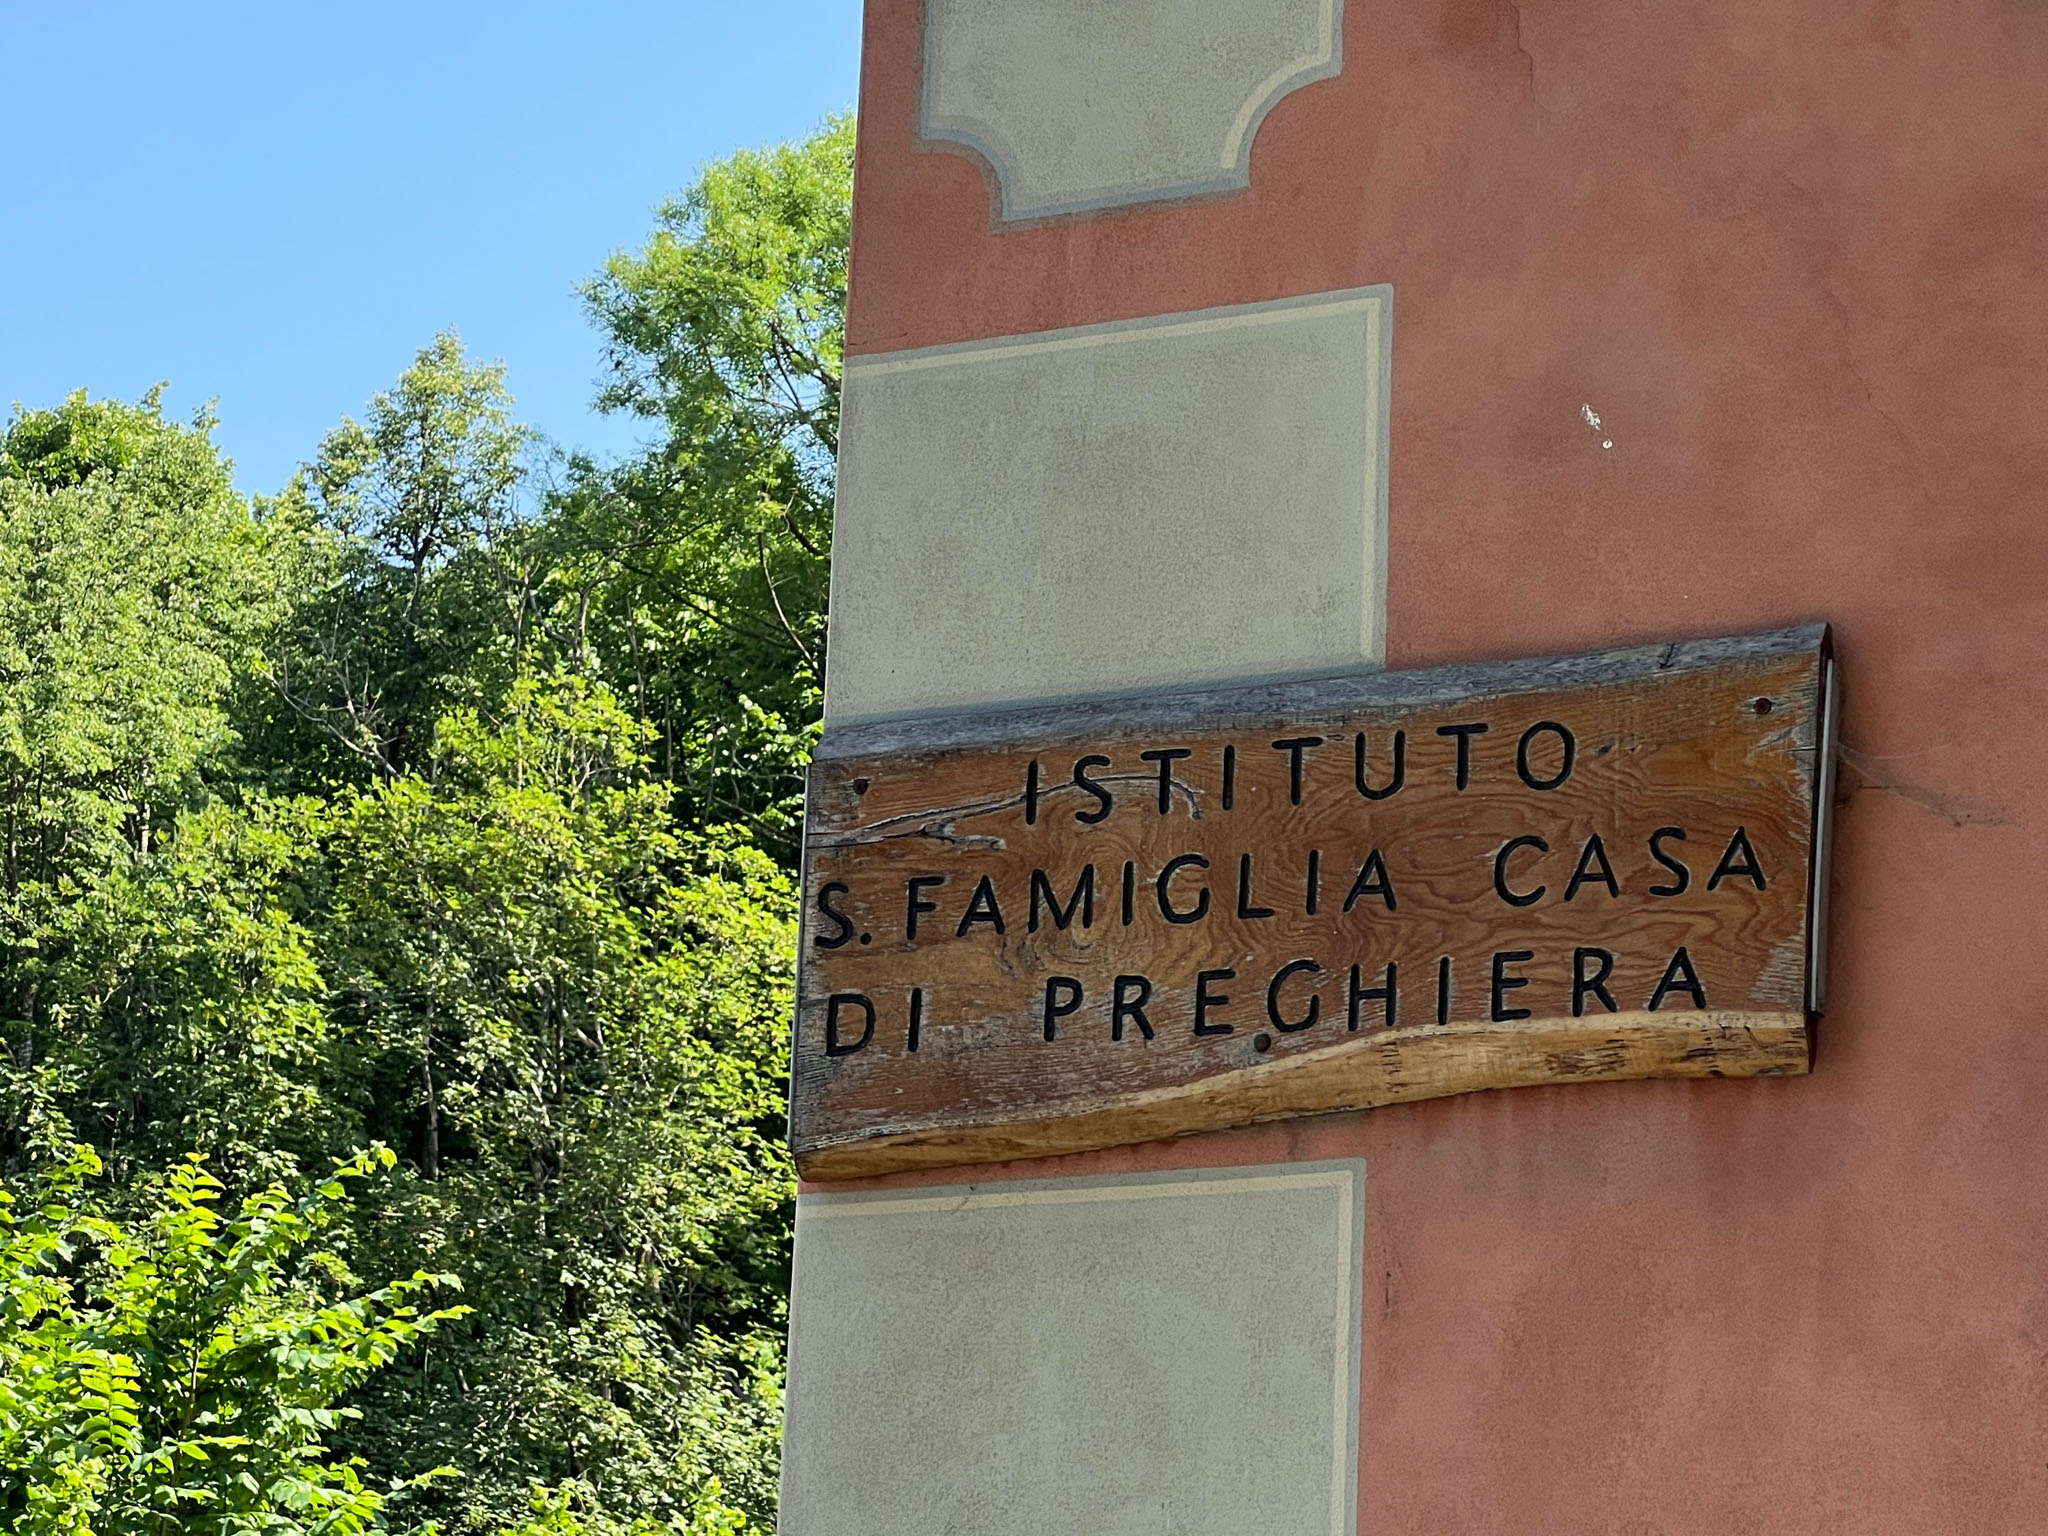 ISTITUTO
S. FAMIGLIA CASA
DI PREGHIERA